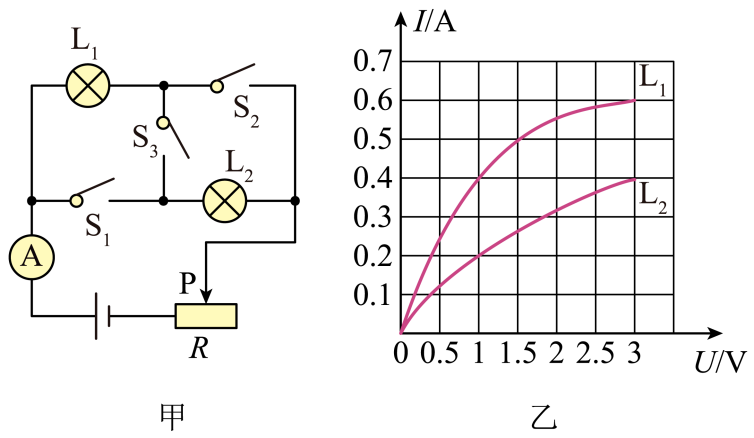 L₁
S₂
S₃
L₂
S₁
A
P
R
甲
I/A
0.7
0.6
0.5
0.4
0.3
0.2
0.1
L₁
L₂
0 0.5 1 1.5 2 2.5 3
U/V
乙